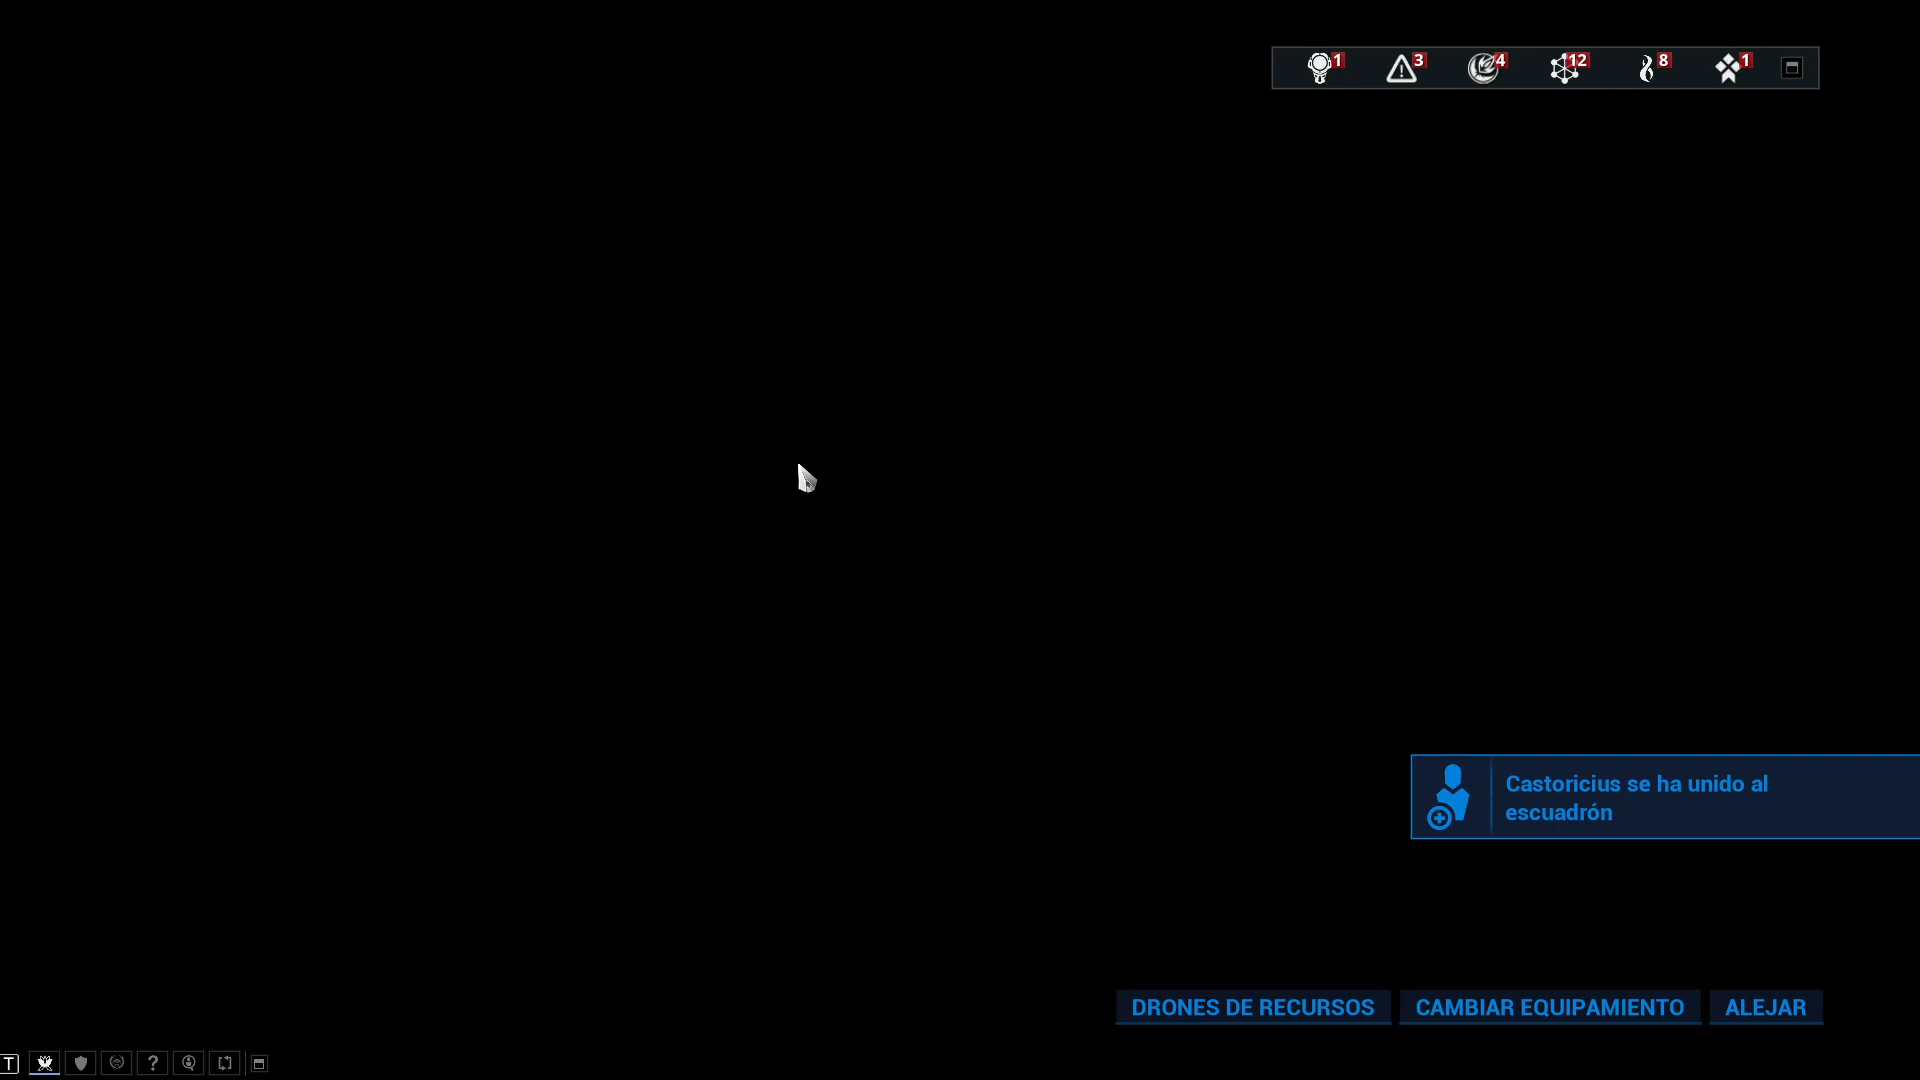 1
3
4
12
8
1
Castoricius se ha unido al
escuadrón
DRONES DE RECURSOS
CAMBIAR EQUIPAMIENTO
ALEJAR
T
?